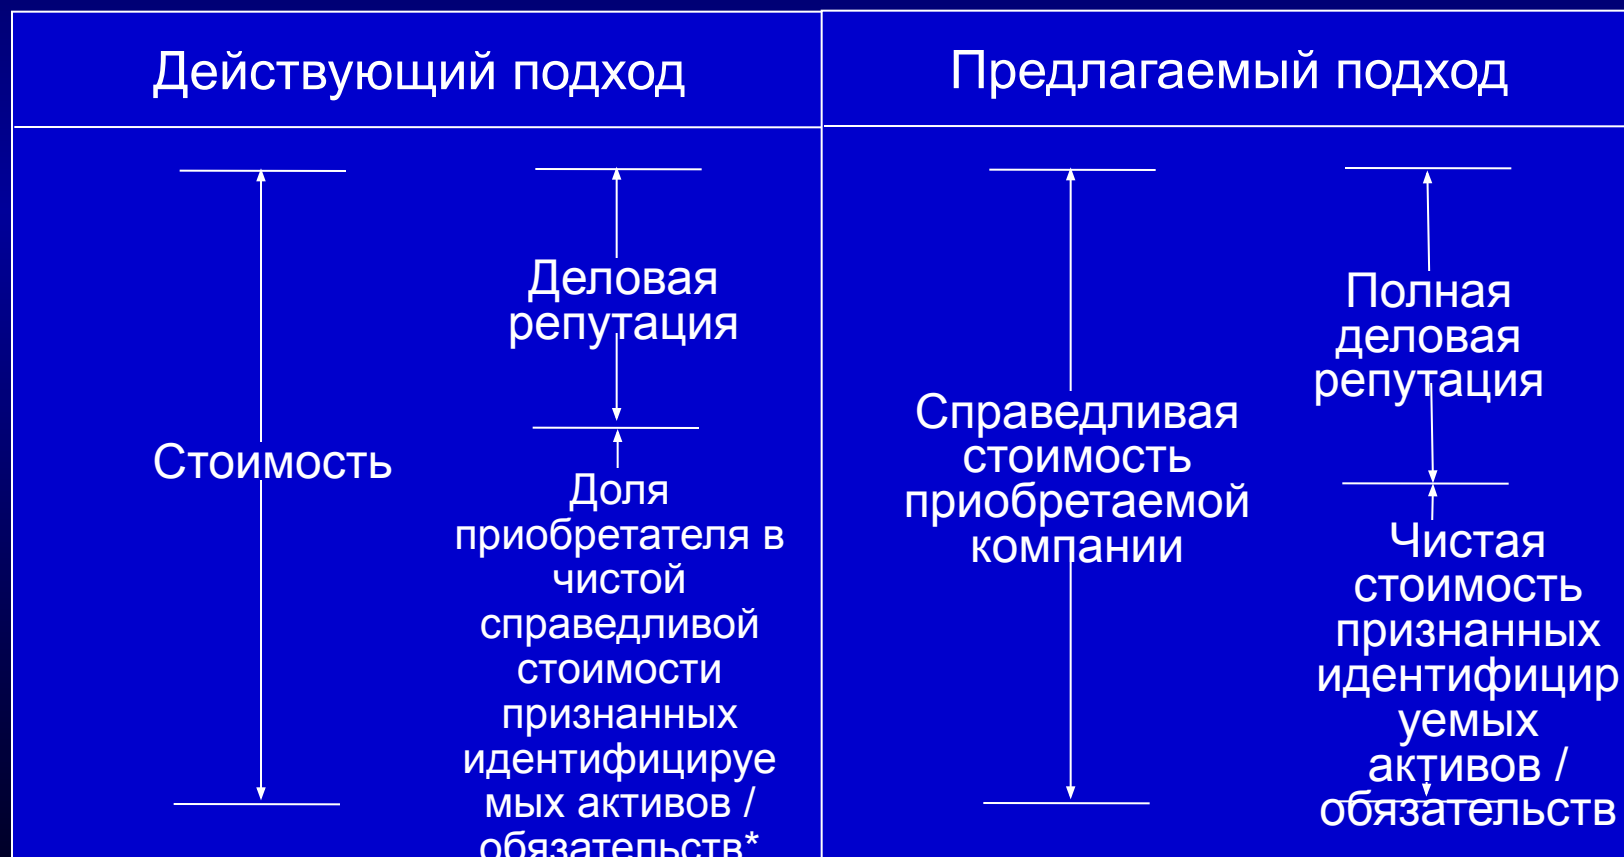 Действующий подход
Предлагаемый подход
Стоимость
Деловая
репутация
Доля
приобретателя в
чистой
справедливой
стоимости
признанных
идентифицируе
мых активов /
обязательств*
Справедливая
стоимость
приобретаемой
компании
Полная
деловая
репутация
Чистая
стоимость
признанных
идентифицир
уемых
активов /
обязательств